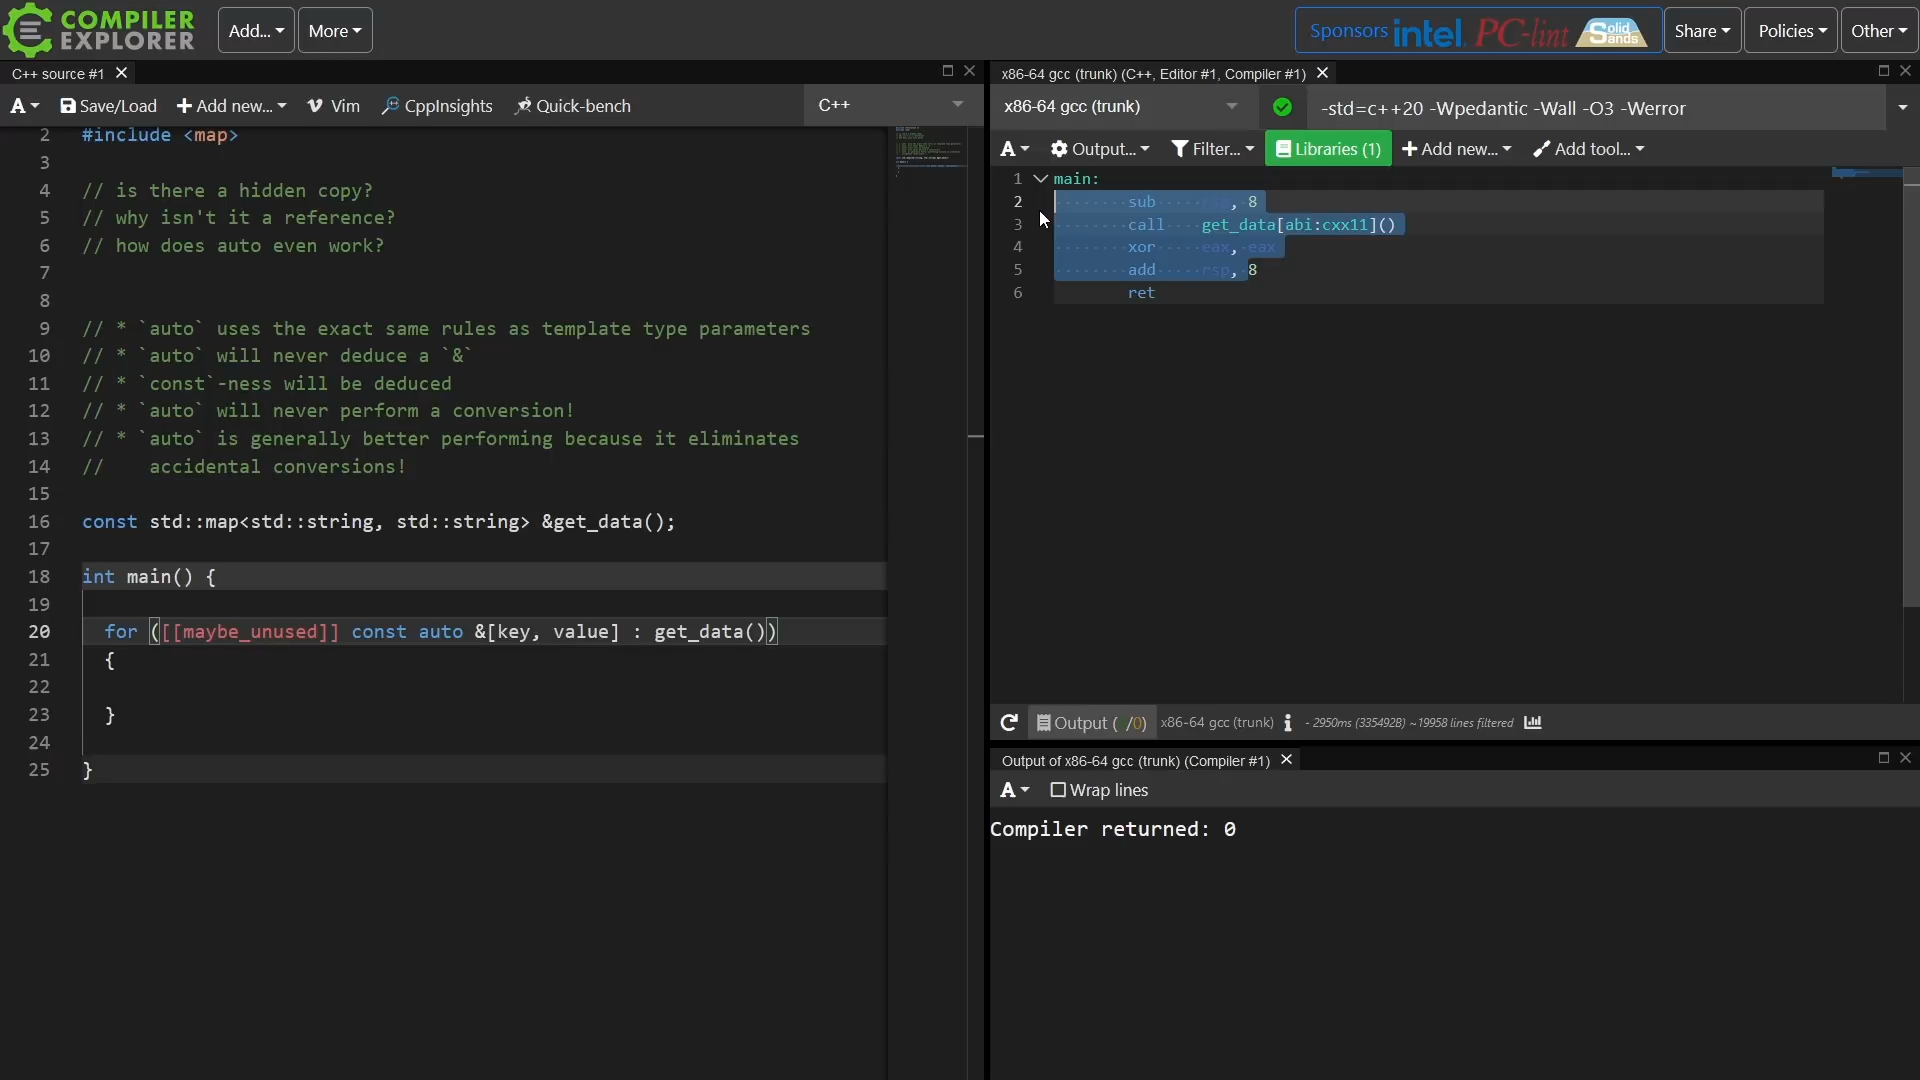 COMPILER
EXPLORER
Add...
More
Sponsors intel. PC-lint Solid Sands
Share
Policies
Other
C++ source #1
A
Save/Load
Add new...
Vim
CppInsights
Quick-bench
C++
2 #include <map>
3
4 // is there a hidden copy?
5 // why isn't it a reference?
6 // how does auto even work?
7
8
9 // * `auto` uses the exact same rules as template type parameters
10 // * `auto` will never deduce a `&`
11 // * `const`-ness will be deduced
12 // * `auto` will never perform a conversion!
13 // * `auto` is generally better performing because it eliminates
14 //    accidental conversions!
15
16 const std::map<std::string, std::string> &get_data();
17
18 int main() {
19
20   for ([[maybe_unused]] const auto &[key, value] : get_data())
21   {
22
23   }
24
25 }
x86-64 gcc (trunk) (C++, Editor #1, Compiler #1)
x86-64 gcc (trunk)
-std=c++20 -Wpedantic -Wall -O3 -Werror
A
Output...
Filter...
Libraries (1)
Add new...
Add tool...
1 main:
2 sub , 8
3 call get_data[abi:cxx11]()
4 xor eax, eax
5 add rsp, 8
6 ret
Output ( /0)
x86-64 gcc (trunk)
- 2950ms (335492B) ~19958 lines filtered
Output of x86-64 gcc (trunk) (Compiler #1)
A
Wrap lines
Compiler returned: 0